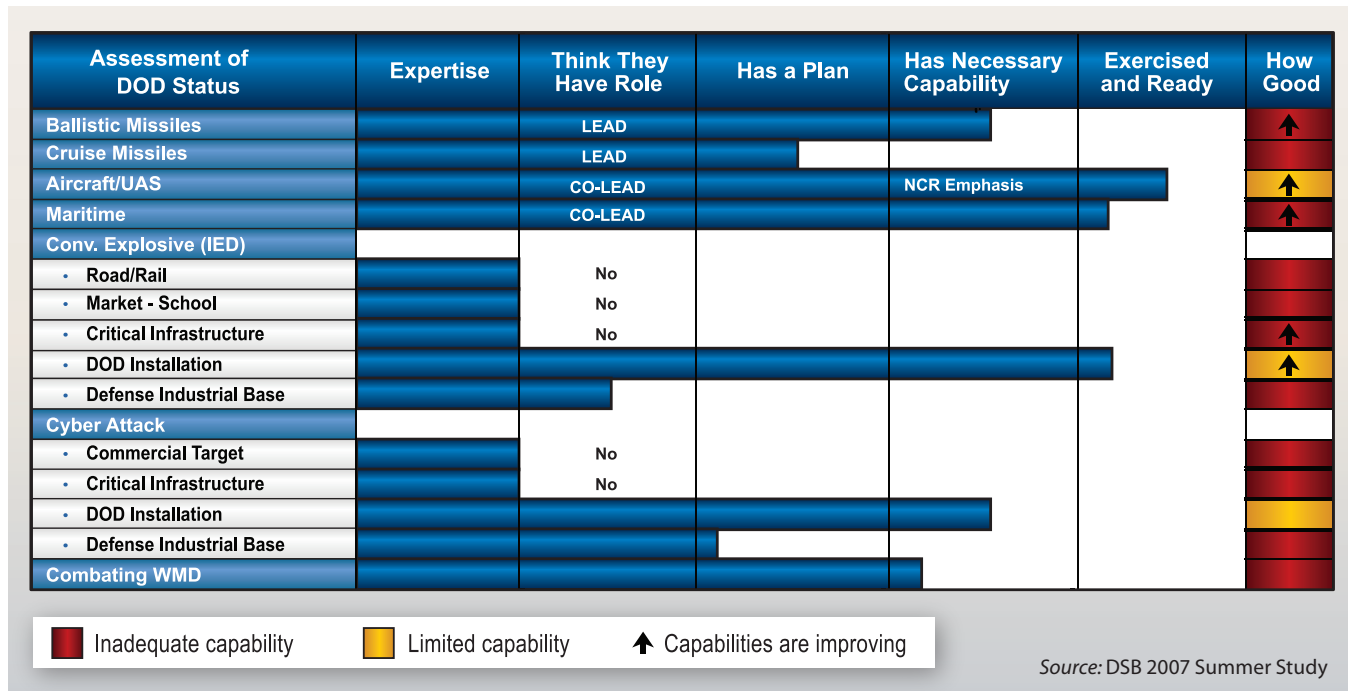 Assessment of
DOD Status
Expertise
Think They
Have Role
Has a Plan
Has Necessary
Capability
Exercised
and Ready
How
Good
Ballistic Missiles
LEAD
Cruise Missiles
LEAD
Aircraft/UAS
CO-LEAD
NCR Emphasis
Maritime
CO-LEAD
Conv. Explosive (IED)
• Road/Rail
No
• Market - School
No
• Critical Infrastructure
No
• DOD Installation
• Defense Industrial Base
Cyber Attack
• Commercial Target
No
• Critical Infrastructure
No
• DOD Installation
• Defense Industrial Base
Combating WMD
Inadequate capability
Limited capability
Capabilities are improving
Source: DSB 2007 Summer Study